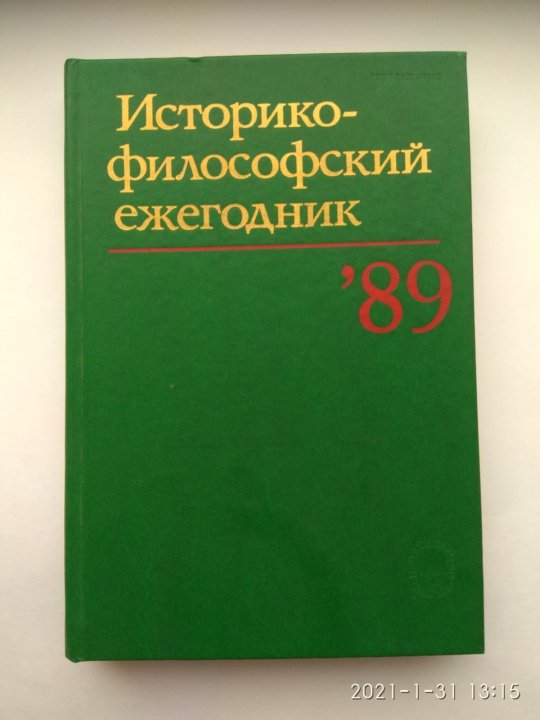 Историко-
философский
ежегодник
’89
2021-1-31 13:15